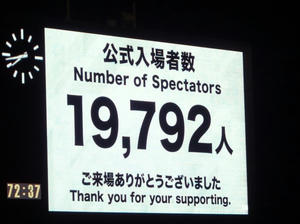 公式入場者数
Number of Spectators
19,792人
ご来場ありがとうございました
Thank you for your supporting.
72:37